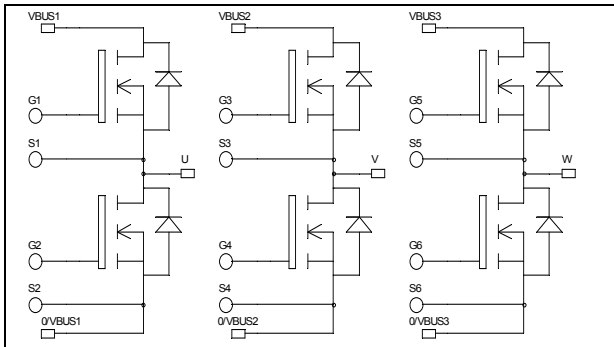 VBUS1 VBUS2 VBUS3
G1 G3 G5
S1 S3 S5
U V W
G2 G4 G6
S2 S4 S6
0/VBUS1 0/VBUS2 0/VBUS3